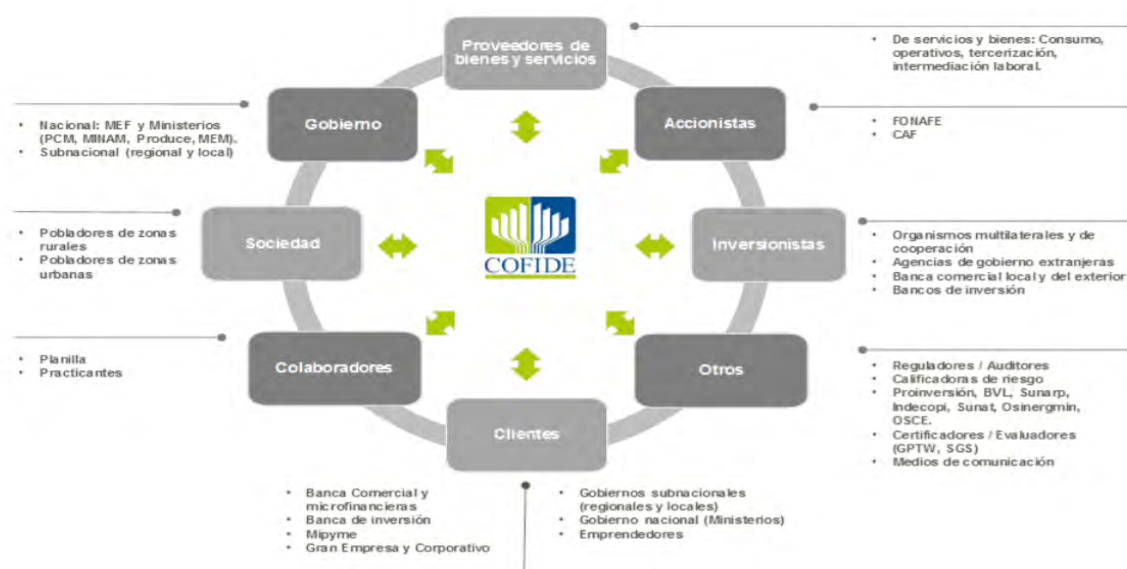 Proveedores de
bienes y servicios
• De servicios y bienes: Consumo,
operativos, tercerización,
intermediación laboral.
Gobierno
• Nacional: MEF y Ministerios
(PCM, MINAM, Produce, MEM).
• Subnacional (regional y local)
Accionistas
• FONAFE
• CAF
Sociedad
• Pobladores de zonas
rurales
• Pobladores de zonas
urbanas
COFIDE
Inversionistas
• Organismos multilaterales y de
cooperación
• Agencias de gobierno extranjeras
• Banca comercial local y del exterior
• Bancos de inversión
Colaboradores
• Planilla
• Practicantes
Otros
• Reguladores / Auditores
• Calificadoras de riesgo
• Proinversión, BVL, Sunarp,
Indecopi, Sunat, Osinergmin,
OSCE.
• Certificadores / Evaluadores
(GPTW, SGS)
• Medios de comunicación
Clientes
• Banca Comercial y
microfinancieras
• Banca de inversión
• Mipyme
• Gran Empresa y Corporativo
• Gobiernos subnacionales
(regionales y locales)
• Gobierno nacional (Ministerios)
• Emprendedores